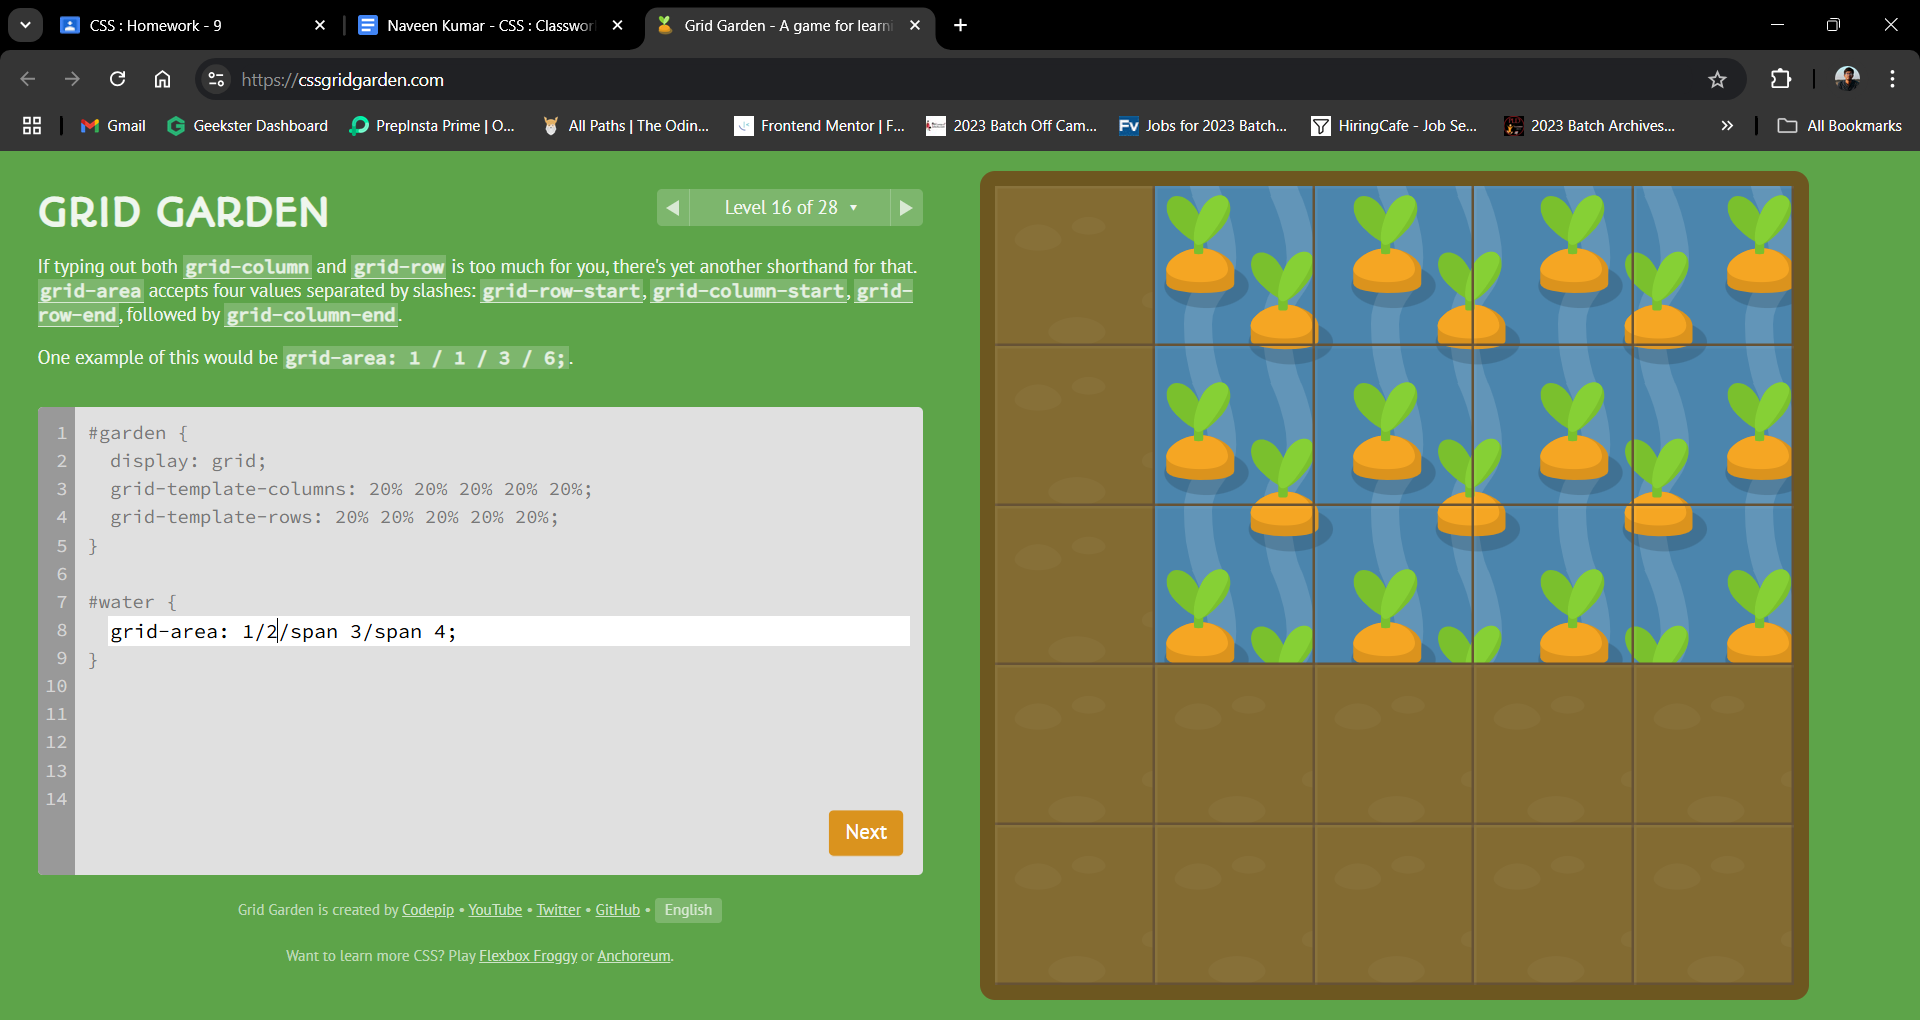 CSS : Homework - 9
Naveen Kumar - CSS : Classwor
Grid Garden - A game for learni
https://cssgridgarden.com
Gmail
Geekster Dashboard
PrepInsta Prime | O...
All Paths | The Odin...
Frontend Mentor | F...
2023 Batch Off Cam...
Fv Jobs for 2023 Batch...
HiringCafe - Job Se...
2023 Batch Archives...
All Bookmarks
GRID GARDEN
Level 16 of 28
If typing out both grid-column and grid-row is too much for you, there's yet another shorthand for that.
grid-area accepts four values separated by slashes: grid-row-start, grid-column-start, grid-
row-end, followed by grid-column-end.
One example of this would be grid-area: 1 / 1 / 3 / 6;.
1 #garden {
2 display: grid;
3 grid-template-columns: 20% 20% 20% 20% 20%;
4 grid-template-rows: 20% 20% 20% 20% 20%;
5 }
6
7 #water {
8 grid-area: 1/2/span 3/span 4;
9 }
10
11
12
13
14
Next
Grid Garden is created by Codepip • YouTube • Twitter • GitHub • English
Want to learn more CSS? Play Flexbox Froggy or Anchoreum.